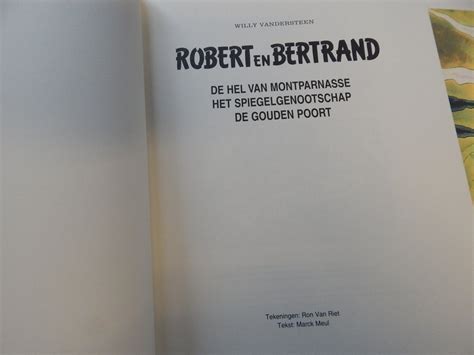 WILLY VANDERSTEEN
ROBERT EN BERTRAND
DE HEL VAN MONTPARNASSE
HET SPIEGELGENOOTSCHAP
DE GOUDEN POORT
Tekeningen: Ron Van Riet
Tekst: Marck Meul